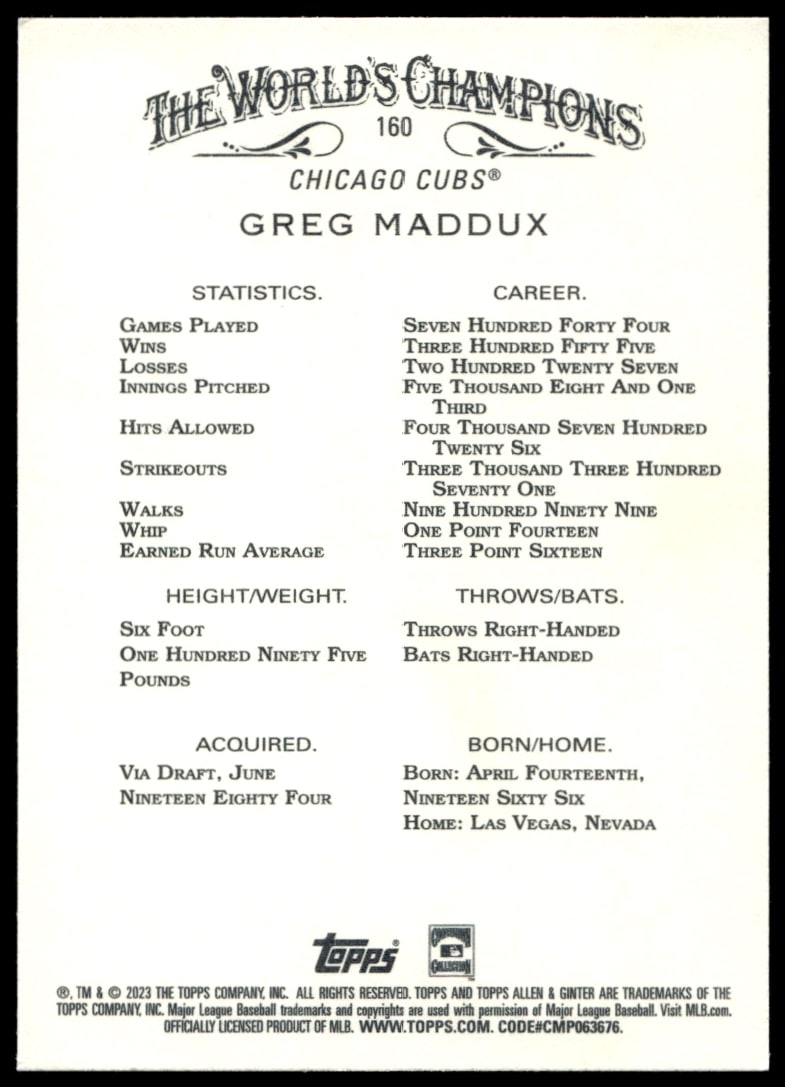 THE WORLD'S CHAMPIONS
160
CHICAGO CUBS®
GREG MADDUX
STATISTICS. CAREER.
GAMES PLAYED SEVEN HUNDRED FORTY FOUR
WINS THREE HUNDRED FIFTY FIVE
LOSSES TWO HUNDRED TWENTY SEVEN
INNINGS PITCHED FIVE THOUSAND EIGHT AND ONE
THIRD
HITS ALLOWED FOUR THOUSAND SEVEN HUNDRED
TWENTY SIX
STRIKEOUTS THREE THOUSAND THREE HUNDRED
SEVENTY ONE
WALKS NINE HUNDRED NINETY NINE
WHIP ONE POINT FOURTEEN
EARNED RUN AVERAGE THREE POINT SIXTEEN
HEIGHT/WEIGHT. THROWS/BATS.
SIX FOOT THROWS RIGHT-HANDED
ONE HUNDRED NINETY FIVE BATS RIGHT-HANDED
POUNDS
ACQUIRED. BORN/HOME.
VIA DRAFT, JUNE BORN: APRIL FOURTEENTH,
NINETEEN EIGHTY FOUR NINETEEN SIXTY SIX
HOME: LAS VEGAS, NEVADA
TOPPS® COOPERSTOWN COLLECTION™
®, TM & © 2023 THE TOPPS COMPANY, INC. ALL RIGHTS RESERVED. TOPPS AND TOPPS ALLEN & GINTER ARE TRADEMARKS OF THE
TOPPS COMPANY, INC. Major League Baseball trademarks and copyrights are used with permission of Major League Baseball. Visit MLB.com.
OFFICIALLY LICENSED PRODUCT OF MLB. WWW.TOPPS.COM. CODE#CMP063676.